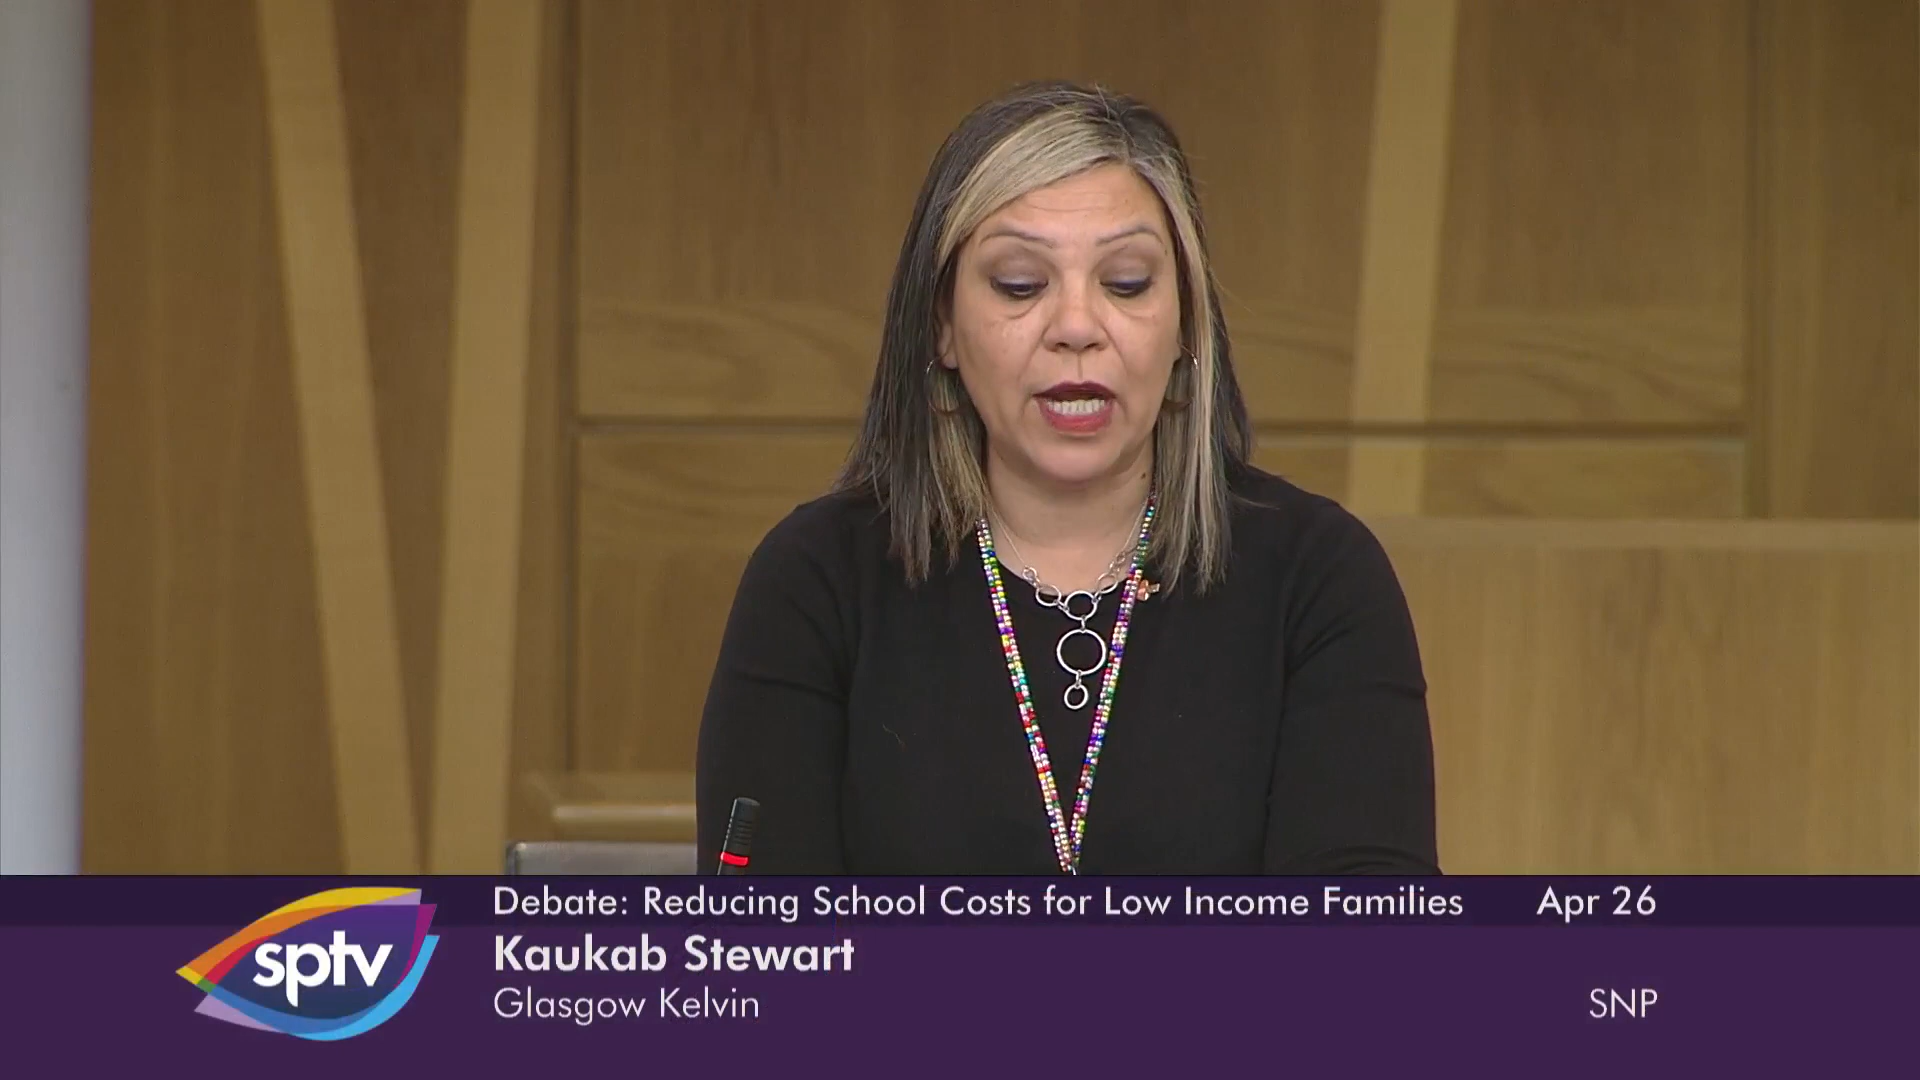 Debate: Reducing School Costs for Low Income Families Apr 26
sptv
Kaukab Stewart
Glasgow Kelvin SNP